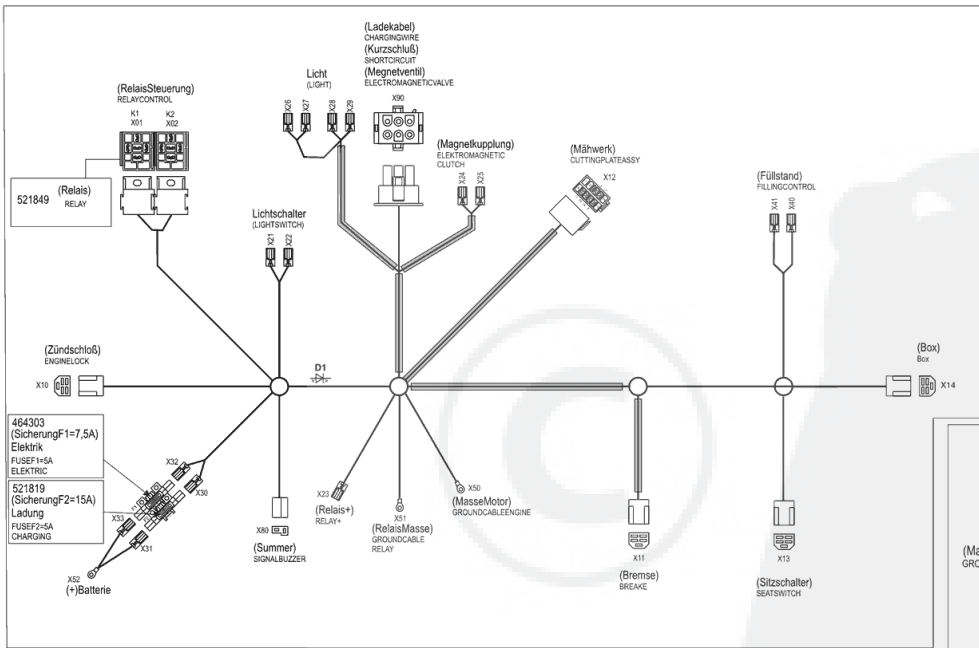 (Ladekabel)
CHARGINGWIRE
(Kurzschluß)
SHORTCIRCUIT
(Megnetventil)
ELECTROMAGNETICVALVE
X90
Licht
(LIGHT)
X26
X27
X28
X29
(RelaisSteuerung)
RELAYCONTROL
K1
X01
K2
X02
521849
(Relais)
RELAY
Lichtschalter
(LIGHTSWITCH)
X21
X22
(Magnetkupplung)
ELEKTROMAGNETIC
CLUTCH
X24
X25
(Mähwerk)
CUTTINGPLATEASSY
X12
(Füllstand)
FILLINGCONTROL
X41
X40
(Zündschloß)
ENGINELOCK
X10
D1
(Box)
Box
X14
464303
(SicherungF1=7,5A)
Elektrik
FUSEF1=5A
ELEKTRIC
521819
(SicherungF2=15A)
Ladung
FUSEF2=5A
CHARGING
X32
X30
X33
X31
X52
(+)Batterie
X80
(Summer)
SIGNALBUZZER
X23
(Relais+)
RELAY+
X51
(RelaisMasse)
GROUNDCABLE
RELAY
X50
(MasseMotor)
GROUNDCABLEENGINE
X11
(Bremse)
BREAKE
X13
(Sitzschalter)
SEATSWITCH
(Ma
GRO
©